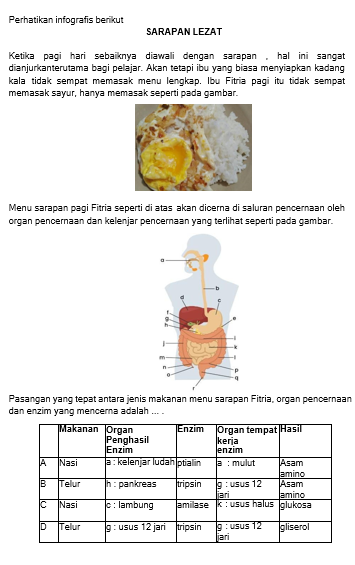 Perhatikan infografis berikut
SARAPAN LEZAT
Ketika pagi hari sebaiknya diawali dengan sarapan , hal ini sangat
dianjurkanterutama bagi pelajar. Akan tetapi ibu yang biasa menyiapkan kadang
kala tidak sempat memasak menu lengkap. Ibu Fitria pagi itu tidak sempat
memasak sayur, hanya memasak seperti pada gambar.
Menu sarapan pagi Fitria seperti di atas akan dicerna di saluran pencernaan oleh
organ pencernaan dan kelenjar pencernaan yang terlihat seperti pada gambar.
a
b
d
c
f
g
e
h
i
j
k
m
l
n
p
o
q
r
Pasangan yang tepat antara jenis makanan menu sarapan Fitria, organ pencernaan
dan enzim yang mencerna adalah ... .
Makanan Organ Penghasil Enzim Enzim Organ tempat kerja enzim Hasil
A Nasi a : kelenjar ludah ptialin a : mulut Asam amino
B Telur h : pankreas tripsin g : usus 12 jari Asam amino
C Nasi c : lambung amilase k : usus halus glukosa
D Telur g : usus 12 jari tripsin g : usus 12 jari gliserol